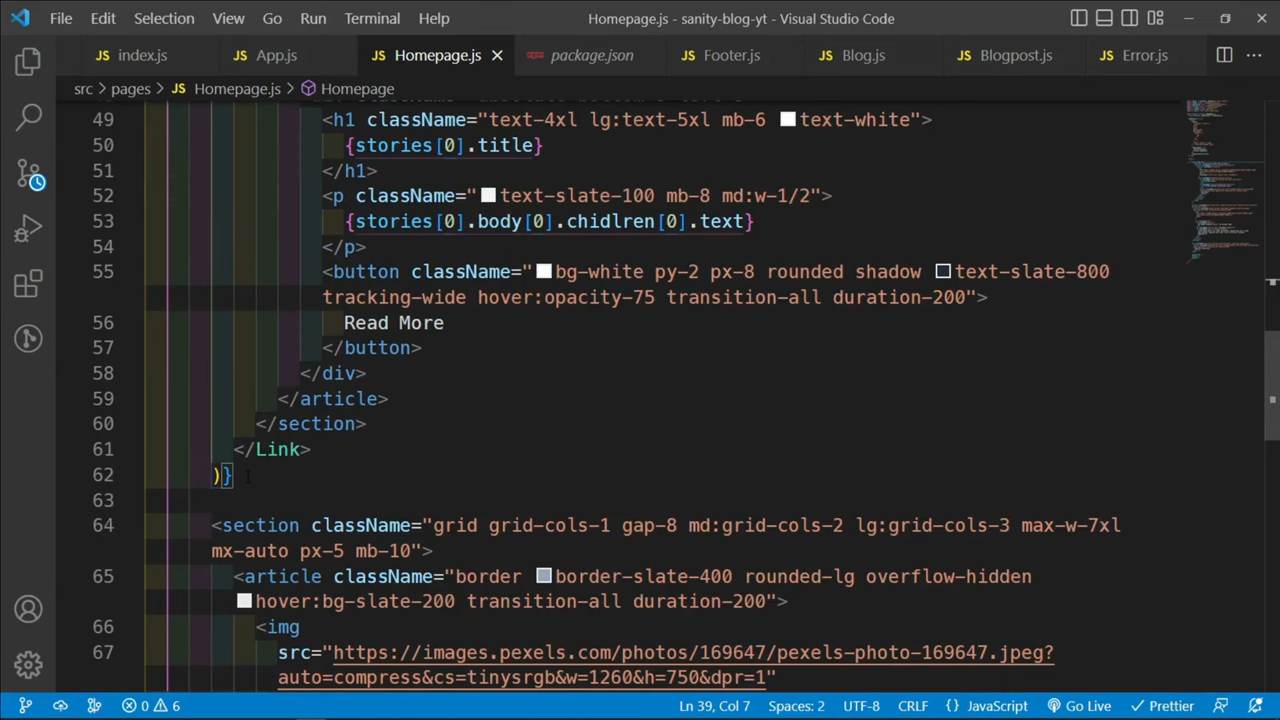 File Edit Selection View Go Run Terminal Help Homepage.js - sanity-blog-yt - Visual Studio Code
index.js App.js Homepage.js package.json Footer.js Blog.js Blogpost.js Error.js
src > pages > Homepage.js > Homepage
49 <h1 className="text-4xl lg:text-5xl mb-6 text-white">
50 {stories[0].title}
51 </h1>
52 <p className="text-slate-100 mb-8 md:w-1/2">
53 {stories[0].body[0].chidlren[0].text}
54 </p>
55 <button className="bg-white py-2 px-8 rounded shadow text-slate-800
tracking-wide hover:opacity-75 transition-all duration-200">
56 Read More
57 </button>
58 </div>
59 </article>
60 </section>
61 </Link>
62 )}
63
64 <section className="grid grid-cols-1 gap-8 md:grid-cols-2 lg:grid-cols-3 max-w-7xl
mx-auto px-5 mb-10">
65 <article className="border border-slate-400 rounded-lg overflow-hidden
hover:bg-slate-200 transition-all duration-200">
66 <img
67 src="https://images.pexels.com/photos/169647/pexels-photo-169647.jpeg?
auto=compress&cs=tinysrgb&w=1260&h=750&dpr=1"
0 6 Ln 39, Col 7 Spaces: 2 UTF-8 CRLF {} JavaScript Go Live Prettier